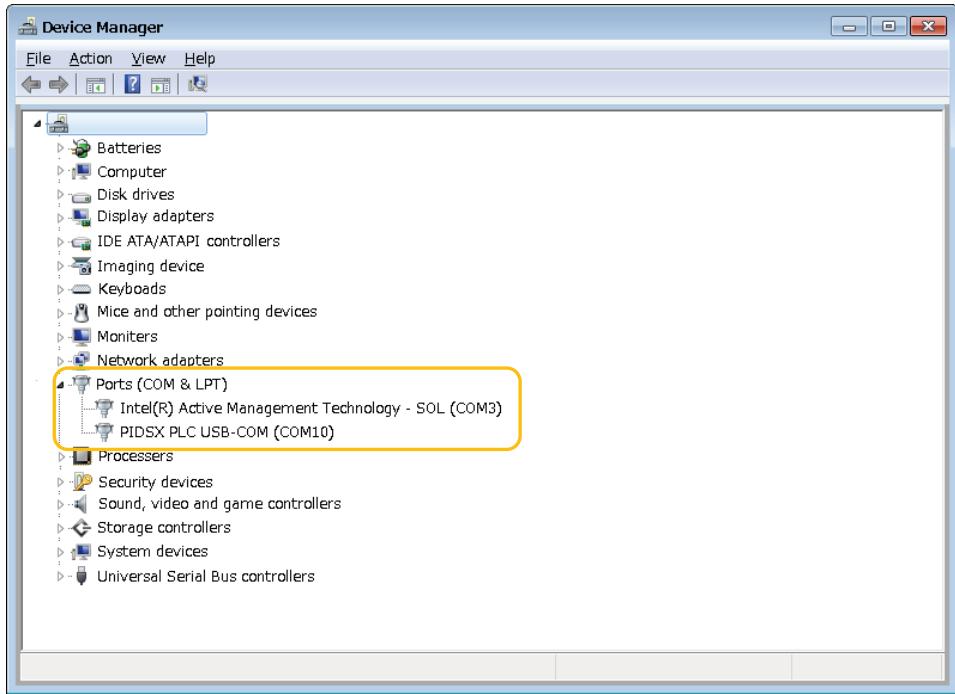 Device Manager
File Action View Help
Batteries
Computer
Disk drives
Display adapters
IDE ATA/ATAPI controllers
Imaging device
Keyboads
Mice and other pointing devices
Moniters
Network adapters
Ports (COM & LPT)
Intel(R) Active Management Technology - SOL (COM3)
PIDSX PLC USB-COM (COM10)
Processers
Security devices
Sound, video and game controllers
Storage controllers
System devices
Universal Serial Bus controllers